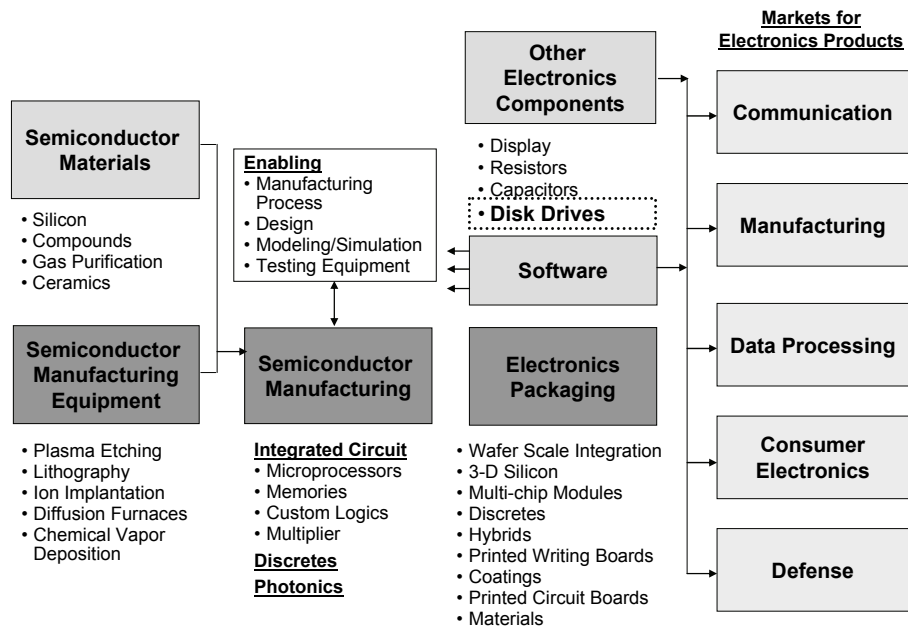 Semiconductor
Materials
• Silicon
• Compounds
• Gas Purification
• Ceramics
Semiconductor
Manufacturing
Equipment
• Plasma Etching
• Lithography
• Ion Implantation
• Diffusion Furnaces
• Chemical Vapor
Deposition
Enabling
• Manufacturing
Process
• Design
• Modeling/Simulation
• Testing Equipment
Semiconductor
Manufacturing
Integrated Circuit
• Microprocessors
• Memories
• Custom Logics
• Multiplier
Discretes
Photonics
Other
Electronics
Components
• Display
• Resistors
• Capacitors
• Disk Drives
Software
Electronics
Packaging
• Wafer Scale Integration
• 3-D Silicon
• Multi-chip Modules
• Discretes
• Hybrids
• Printed Writing Boards
• Coatings
• Printed Circuit Boards
• Materials
Markets for
Electronics Products
Communication
Manufacturing
Data Processing
Consumer
Electronics
Defense